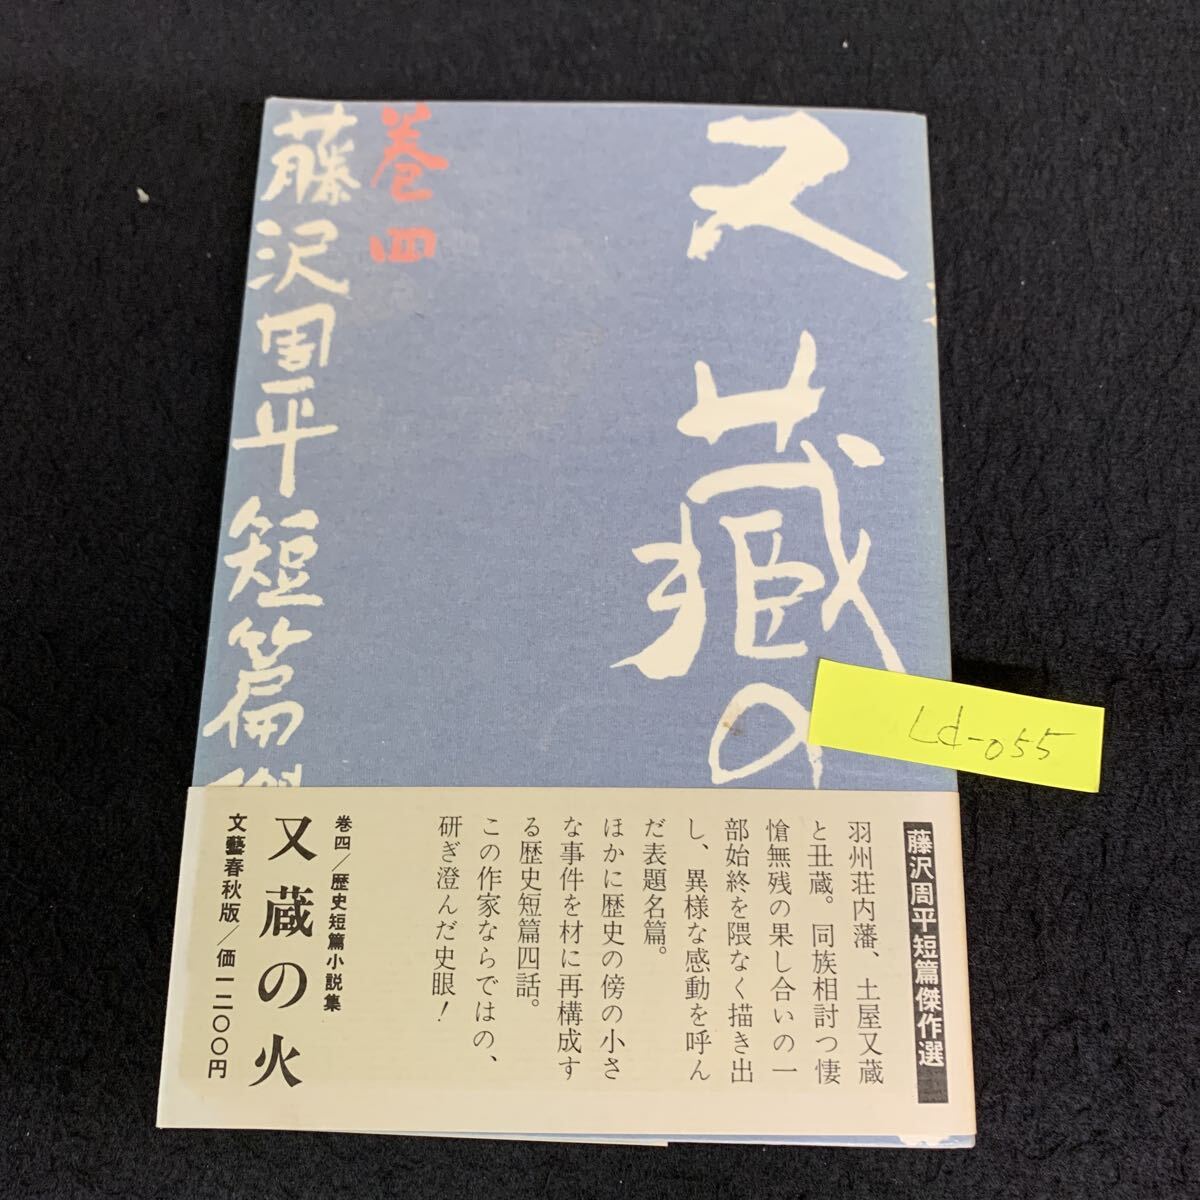 又蔵の
巻四
藤沢周平短篇傑
Ld-055
藤沢周平短篇傑作選
羽州荘内藩、土屋又蔵
と丑蔵。同族相討つ悽
愴無残の果し合いの一
部始終を隈なく描き出
し、異様な感動を呼ん
だ表題名篇。
ほかに歴史の傍の小さ
な事件を材に再構成す
る歴史短篇四話。
この作家ならではの、
研ぎ澄んだ史眼！
巻四/歴史短篇小説集
又蔵の火
文藝春秋版/価一二〇〇円